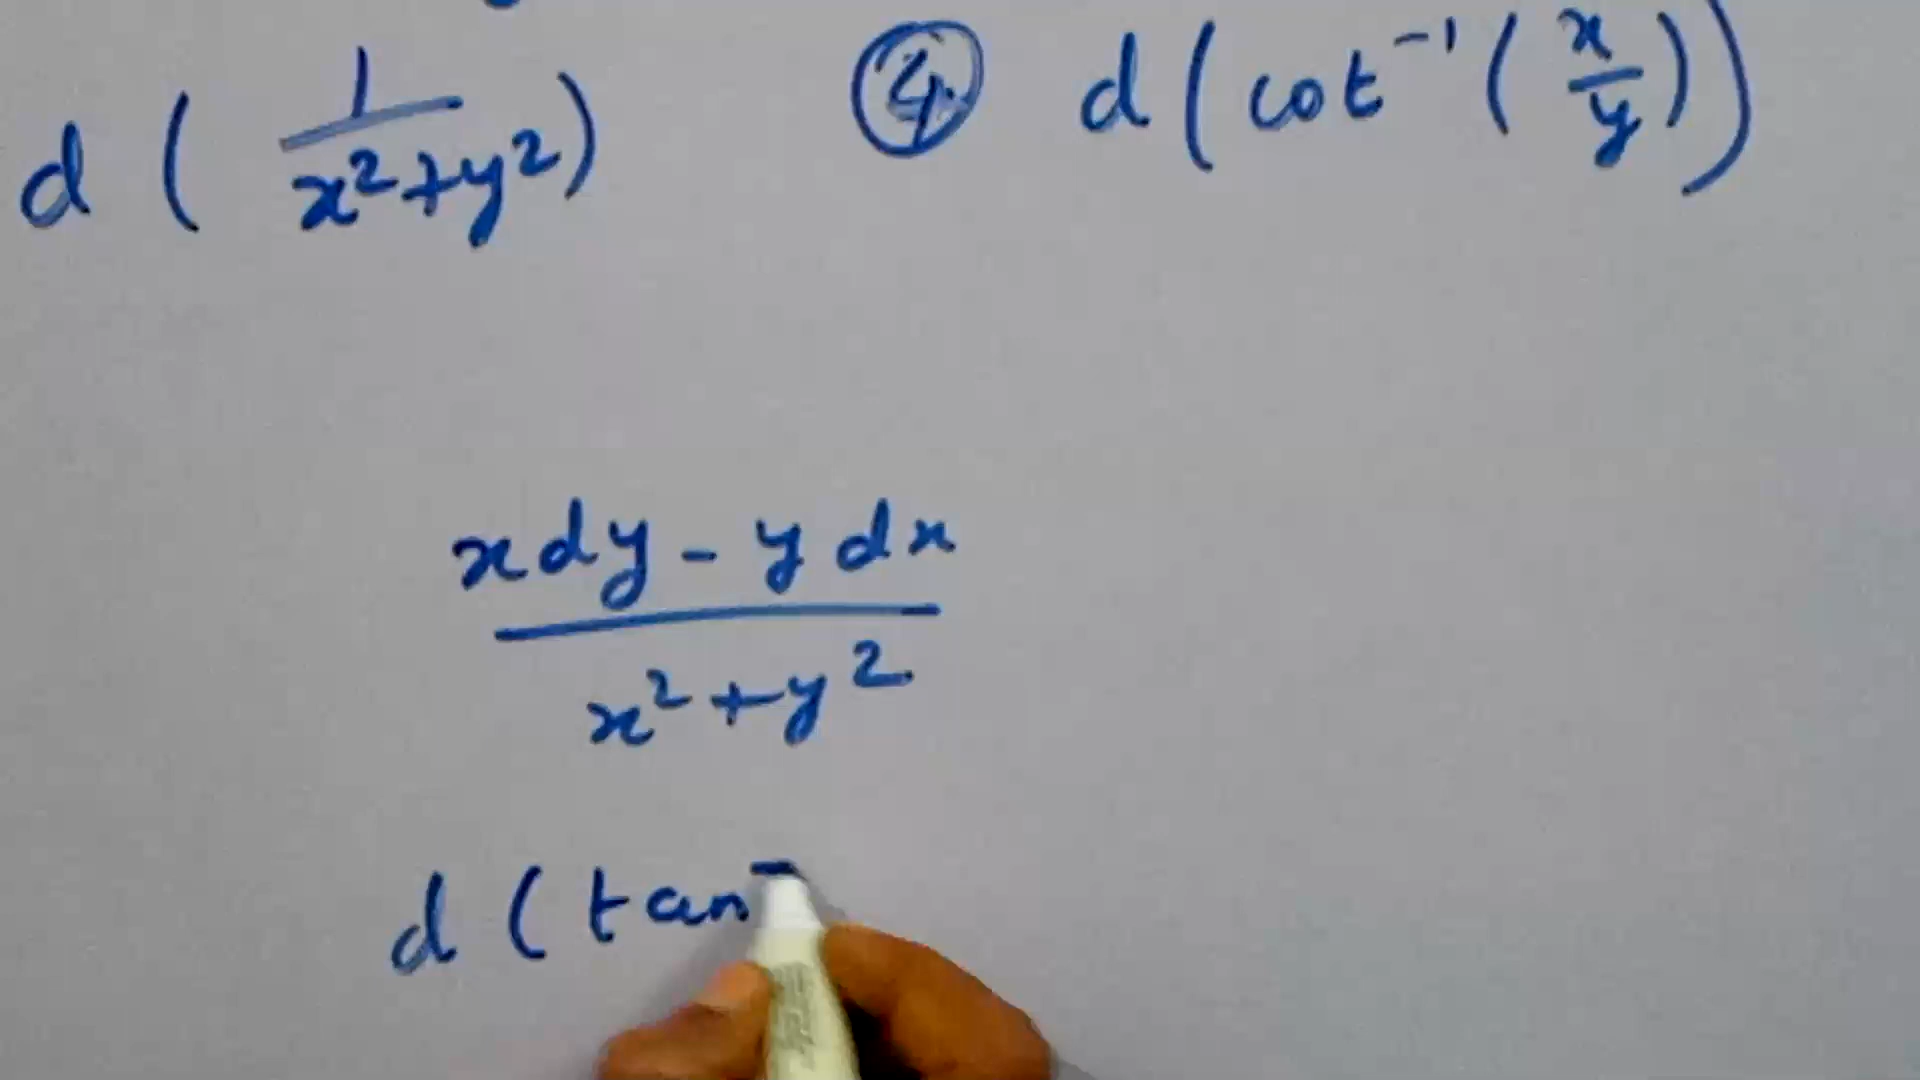 d ( 1/(x²+y²) )
④ d ( cot⁻¹ ( x/y ) )
x dy - y dx
x² + y²
d ( tan⁻